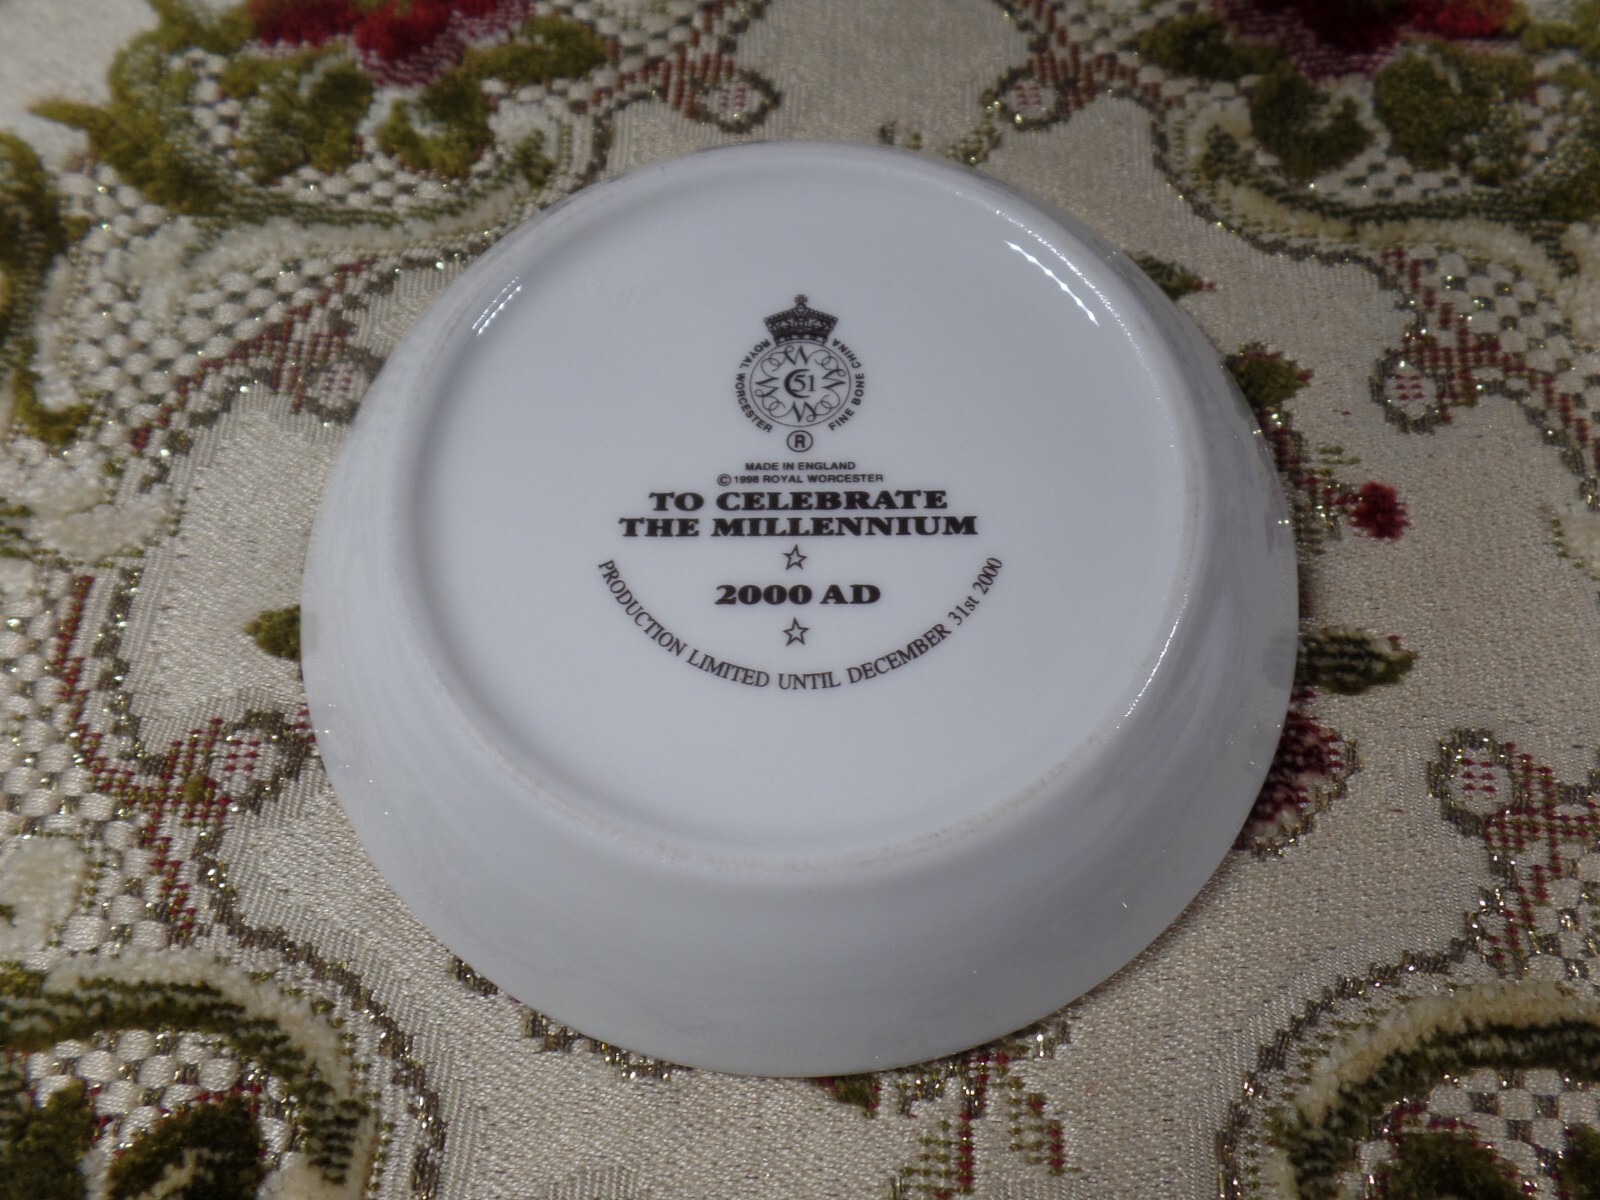 ROYAL WORCESTER
FINE BONE CHINA
51
®
MADE IN ENGLAND
© 1998 ROYAL WORCESTER
TO CELEBRATE
THE MILLENNIUM
2000 AD
PRODUCTION LIMITED UNTIL DECEMBER 31st 2000